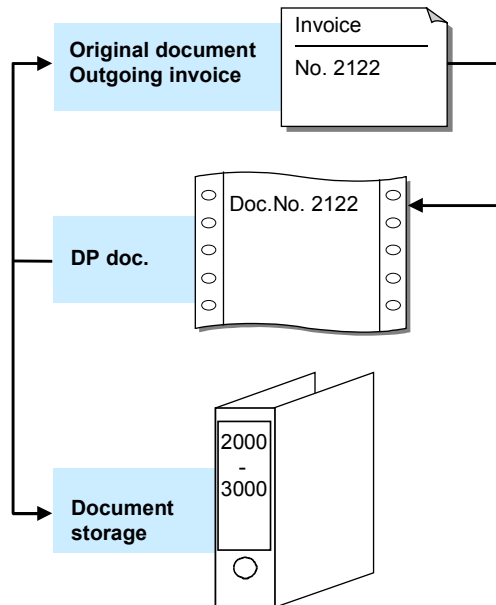 Original document
Outgoing invoice
Invoice
No. 2122
DP doc.
Doc.No. 2122
Document
storage
2000
-
3000